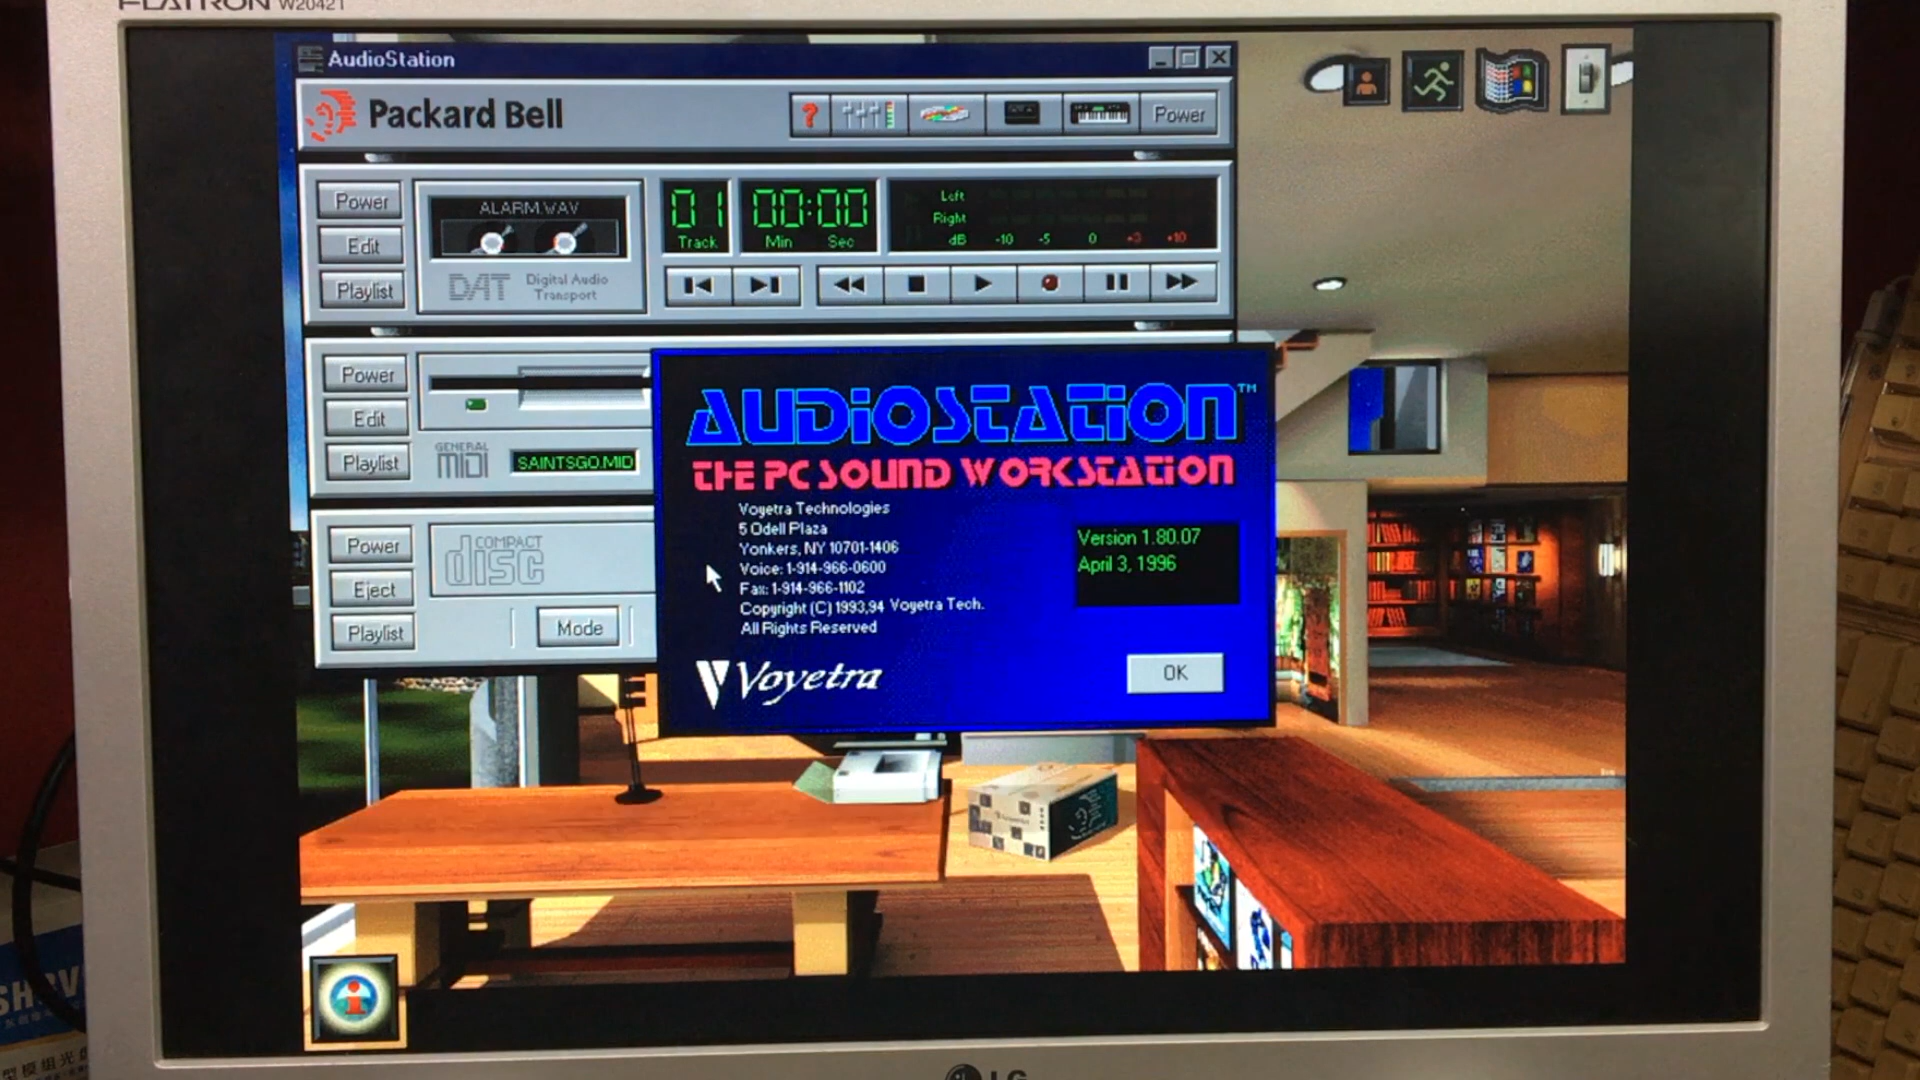 FLATRON W2042T
AudioStation
Packard Bell
?
Power
Power
Edit
Playlist
ALARM.WAV
DAT Digital Audio
Transport
01
Track
00:00
Min Sec
Left
Right
dB -10 -5 0 +3 +10
Power
Edit
Playlist
GENERAL
MIDI
SAINTSGO.MID
Power
Eject
Playlist
COMPACT
disc
Mode
AUDIOSTATION™
THE PC SOUND WORKSTATION
Voyetra Technologies
5 Odell Plaza
Yonkers, NY 10701-1406
Voice: 1-914-966-0600
Fax: 1-914-966-1102
Copyright (C) 1993,94 Voyetra Tech.
All Rights Reserved
Version 1.80.07
April 3, 1996
Voyetra
OK
LG